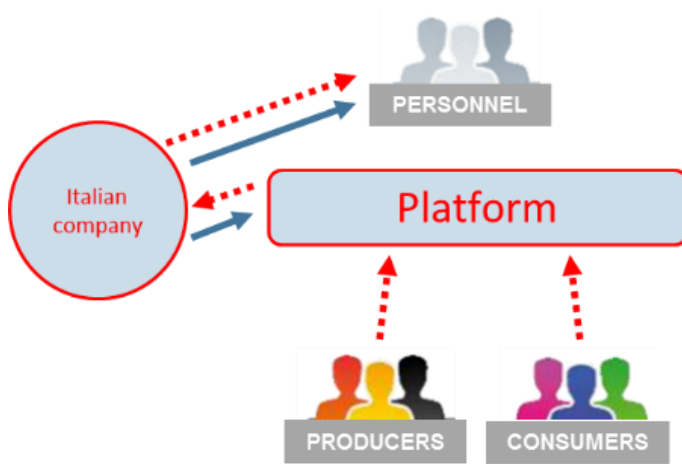 PERSONNEL
Italian
company
Platform
PRODUCERS
CONSUMERS